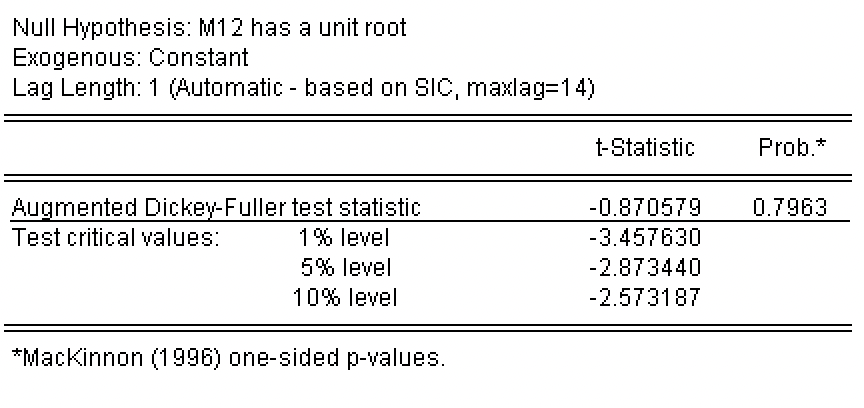 Null Hypothesis: M12 has a unit root
Exogenous: Constant
Lag Length: 1 (Automatic - based on SIC, maxlag=14)
t-Statistic Prob.*
Augmented Dickey-Fuller test statistic -0.870579 0.7963
Test critical values: 1% level -3.457630
5% level -2.873440
10% level -2.573187
*MacKinnon (1996) one-sided p-values.